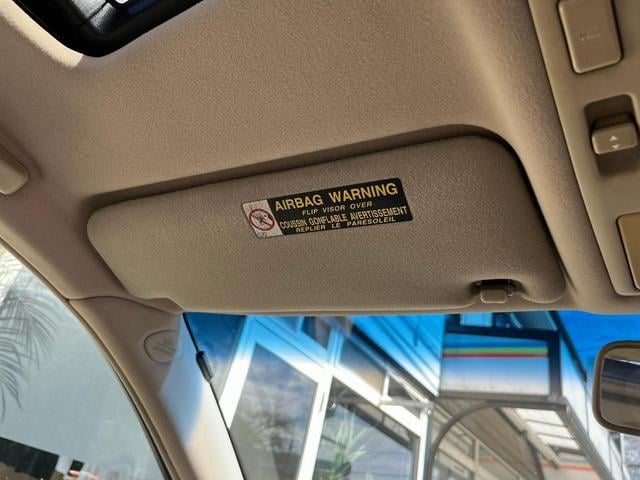 AIRBAG WARNING
FLIP VISOR OVER
COUSSIN GONFLABLE AVERTISSEMENT
REPLIER LE PARESOLEIL